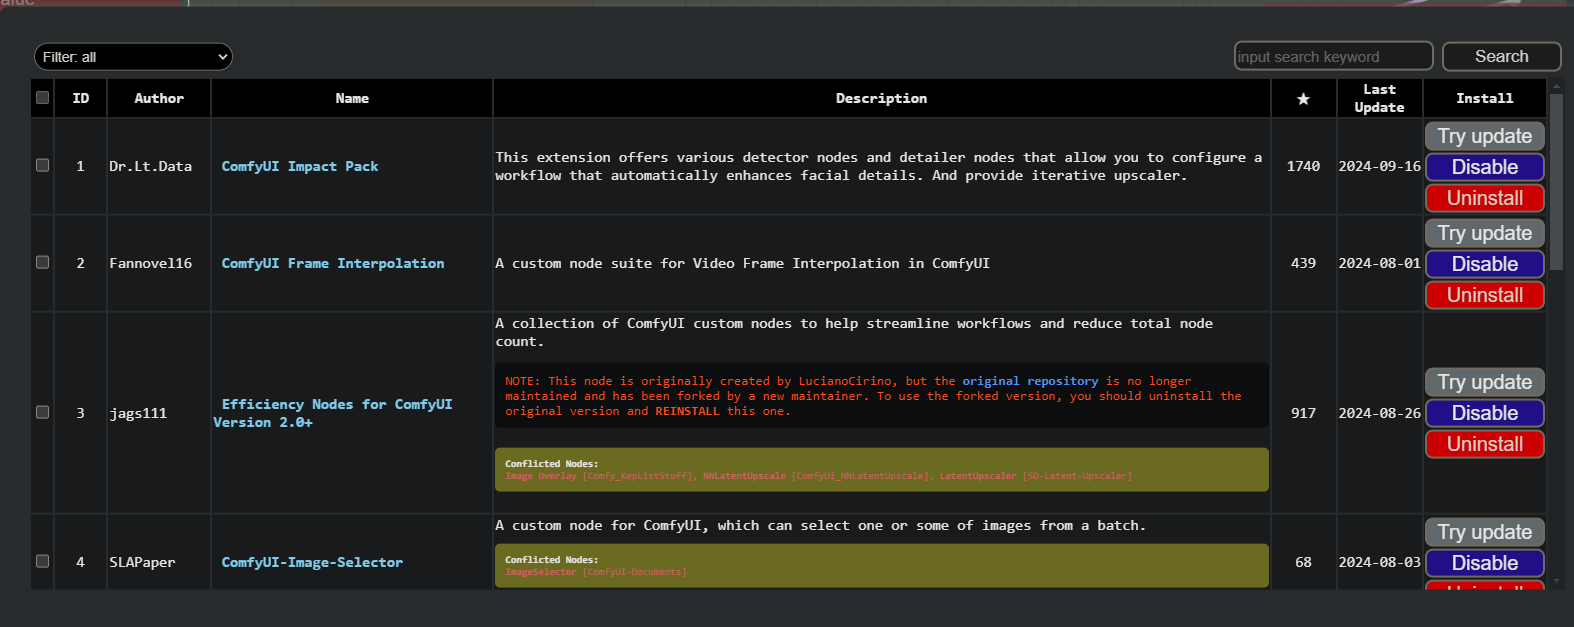 Filter: all
input search keyword
Search
ID
Author
Name
Description
★
Last
Update
Install
1
Dr.Lt.Data
ComfyUI Impact Pack
This extension offers various detector nodes and detailer nodes that allow you to configure a
workflow that automatically enhances facial details. And provide iterative upscaler.
1740
2024-09-16
Try update
Disable
Uninstall
2
Fannovel16
ComfyUI Frame Interpolation
A custom node suite for Video Frame Interpolation in ComfyUI
439
2024-08-01
Try update
Disable
Uninstall
3
jags111
Efficiency Nodes for ComfyUI
Version 2.0+
A collection of ComfyUI custom nodes to help streamline workflows and reduce total node
count.
NOTE: This node is originally created by LucianoCirino, but the original repository is no longer
maintained and has been forked by a new maintainer. To use the forked version, you should uninstall the
original version and REINSTALL this one.
Conflicted Nodes:
Image Overlay [Comfy_KepListStuff], NNLatentUpscale [ComfyUi_NNLatentUpscale], LatentUpscaler [SD-Latent-Upscaler]
917
2024-08-26
Try update
Disable
Uninstall
4
SLAPaper
ComfyUI-Image-Selector
A custom node for ComfyUI, which can select one or some of images from a batch.
Conflicted Nodes:
ImageSelector [ComfyUI-Documents]
68
2024-08-03
Try update
Disable